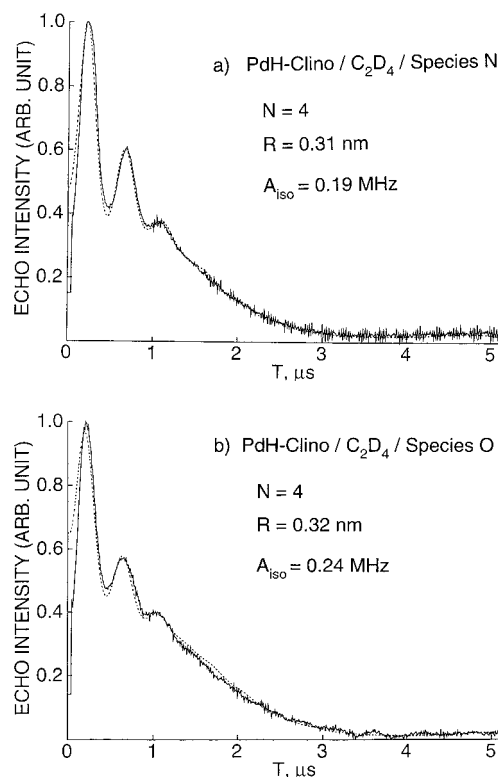 1.0
0.8
0.6
0.4
0.2
ECHO INTENSITY (ARB. UNIT)
a) PdH-Clino / C₂D₄ / Species N
N = 4
R = 0.31 nm
Aᵢₛₒ = 0.19 MHz
0 1 2 3 4 5
T, μs
1.0
0.8
0.6
0.4
0.2
ECHO INTENSITY (ARB. UNIT)
b) PdH-Clino / C₂D₄ / Species O
N = 4
R = 0.32 nm
Aᵢₛₒ = 0.24 MHz
0 1 2 3 4 5
T, μs